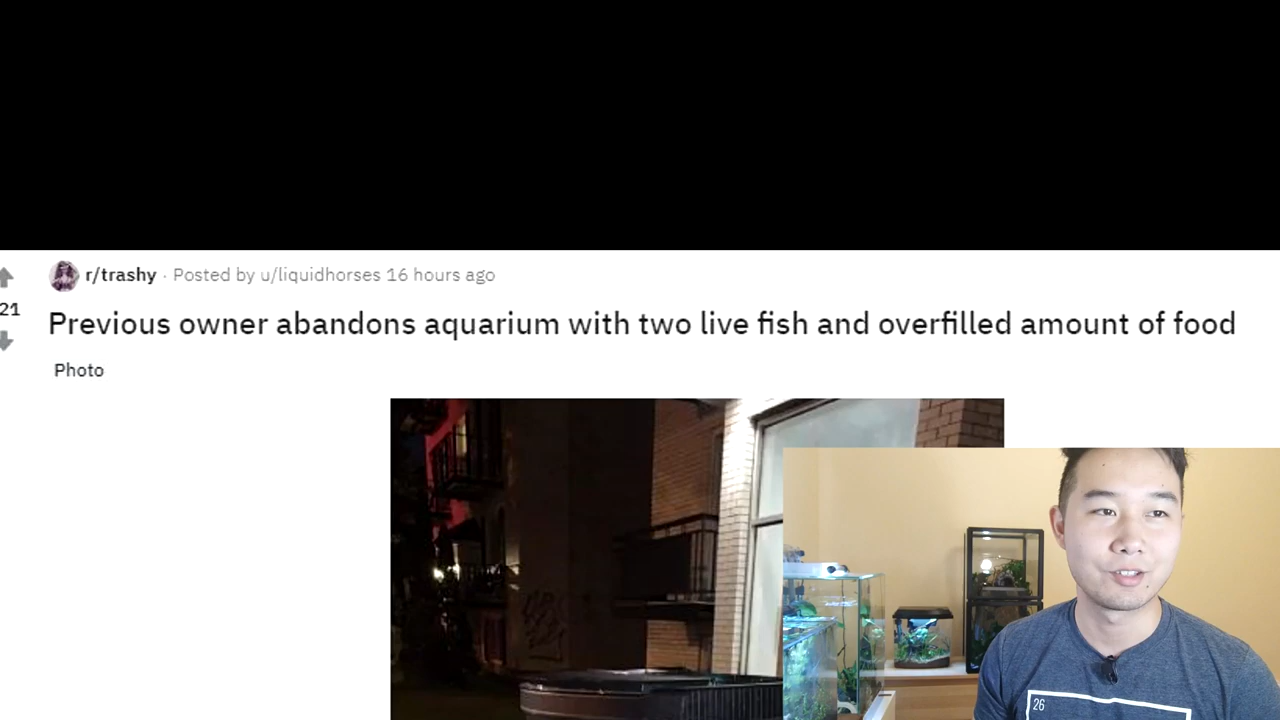 r/trashy · Posted by u/liquidhorses 16 hours ago
21
Previous owner abandons aquarium with two live fish and overfilled amount of food
Photo
26